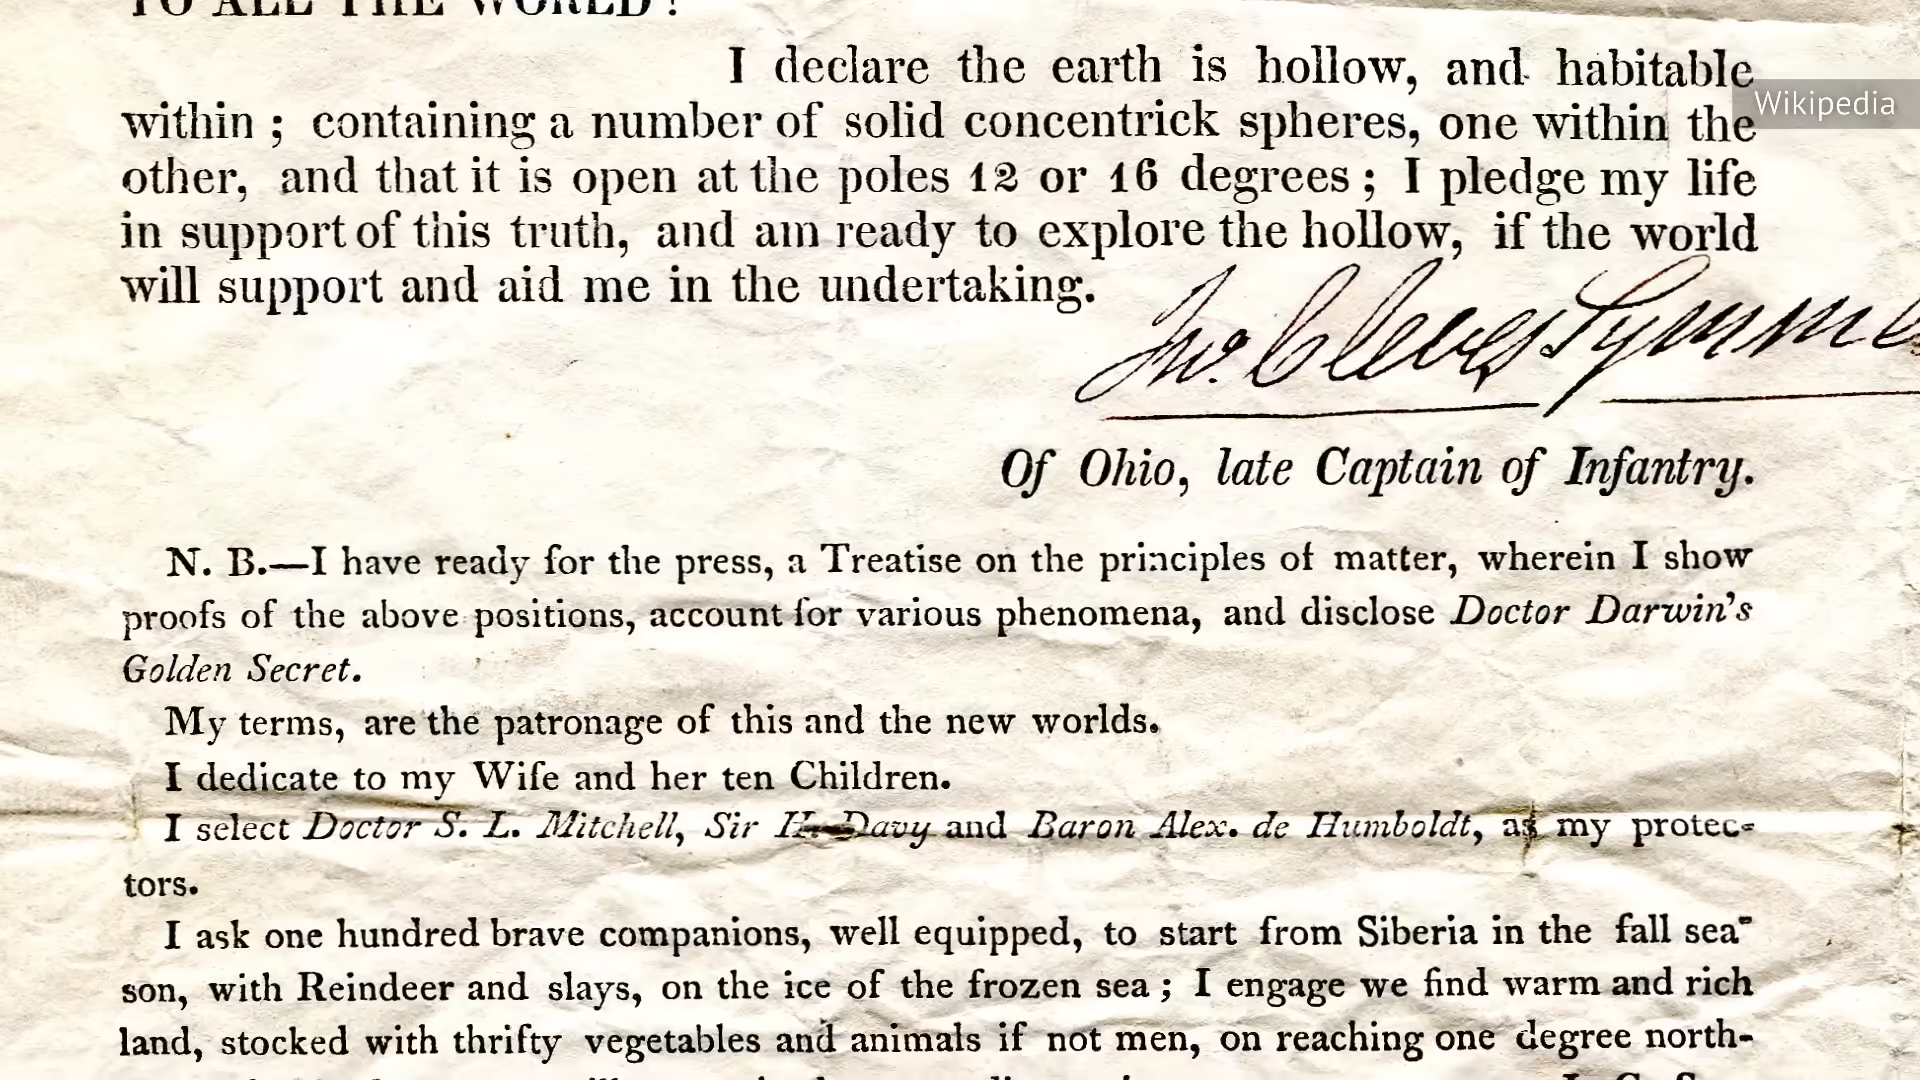 TO ALL THE WORLD!
I declare the earth is hollow, and habitable
Wikipedia
within ; containing a number of solid concentrick spheres, one within the
other, and that it is open at the poles 12 or 16 degrees ; I pledge my life
in support of this truth, and am ready to explore the hollow, if the world
will support and aid me in the undertaking.
Jno. Cleves Symmes
Of Ohio, late Captain of Infantry.
N. B.—I have ready for the press, a Treatise on the principles of matter, wherein I show
proofs of the above positions, account for various phenomena, and disclose Doctor Darwin's
Golden Secret.
My terms, are the patronage of this and the new worlds.
I dedicate to my Wife and her ten Children.
I select Doctor S. L. Mitchell, Sir H. Davy and Baron Alex. de Humboldt, as my protec-
tors.
I ask one hundred brave companions, well equipped, to start from Siberia in the fall sea-
son, with Reindeer and slays, on the ice of the frozen sea ; I engage we find warm and rich
land, stocked with thrifty vegetables and animals if not men, on reaching one degree north-